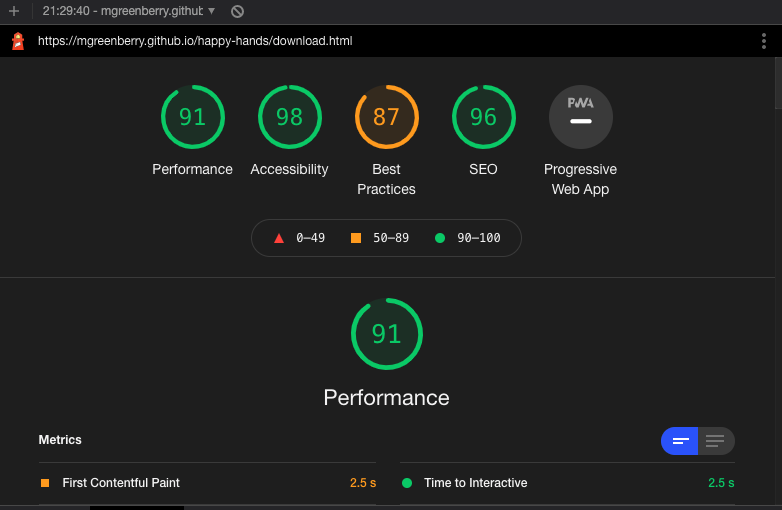 21:29:40 - mgreenberry.github
https://mgreenberry.github.io/happy-hands/download.html
91 98 87 96 PWA
Performance Accessibility Best Practices SEO Progressive Web App
0–49 50–89 90–100
91
Performance
Metrics
First Contentful Paint 2.5 s Time to Interactive 2.5 s